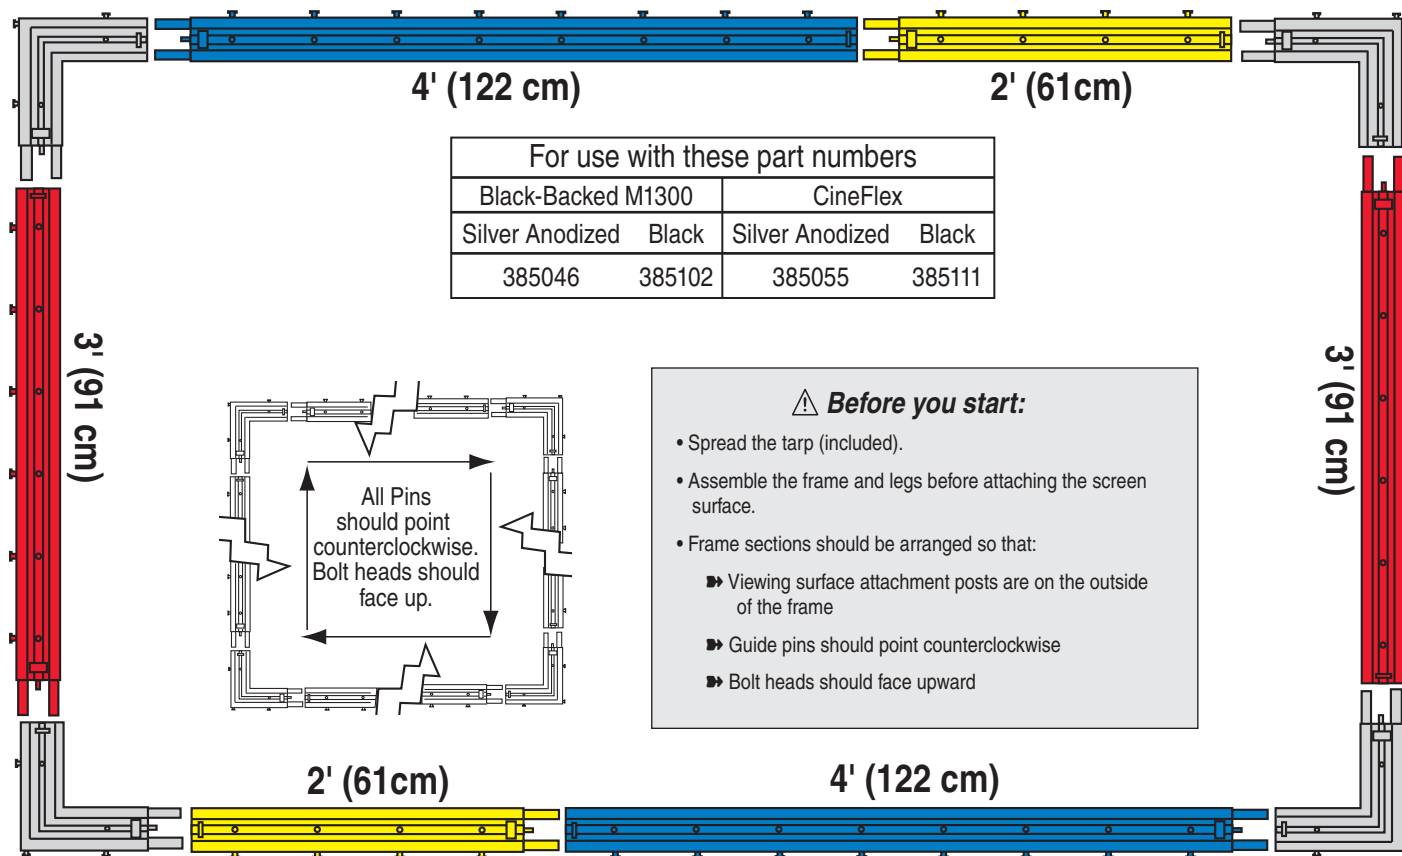 4' (122 cm)
2' (61cm)
For use with these part numbers
Black-Backed M1300 CineFlex
Silver Anodized Black Silver Anodized Black
385046 385102 385055 385111
3' (91 cm)
3' (91 cm)
All Pins
should point
counterclockwise.
Bolt heads should
face up.
⚠ Before you start:
• Spread the tarp (included).
• Assemble the frame and legs before attaching the screen
surface.
• Frame sections should be arranged so that:
➽ Viewing surface attachment posts are on the outside
of the frame
➽ Guide pins should point counterclockwise
➽ Bolt heads should face upward
2' (61cm)
4' (122 cm)